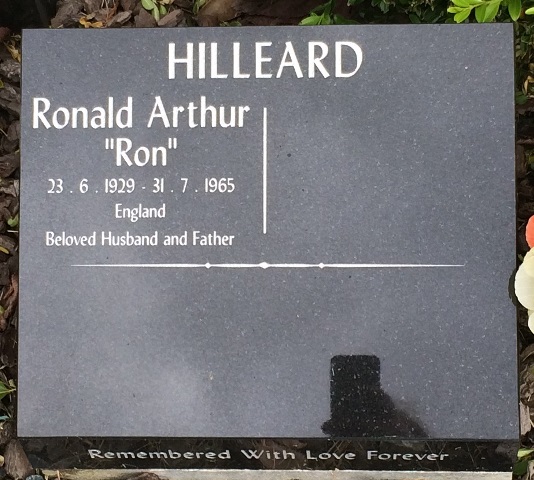 HILLEARD
Ronald Arthur
"Ron"
23 . 6 . 1929 - 31 . 7 . 1965
England
Beloved Husband and Father
Remembered With Love Forever